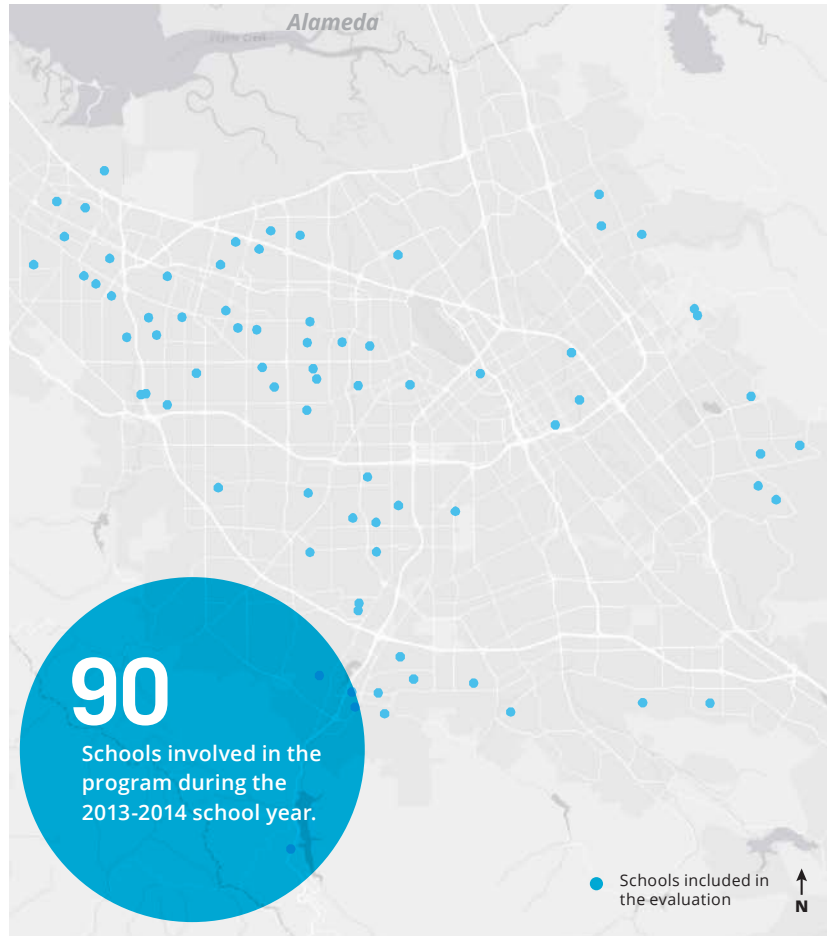 Alameda
90
Schools involved in the
program during the
2013-2014 school year.
Schools included in
the evaluation
N